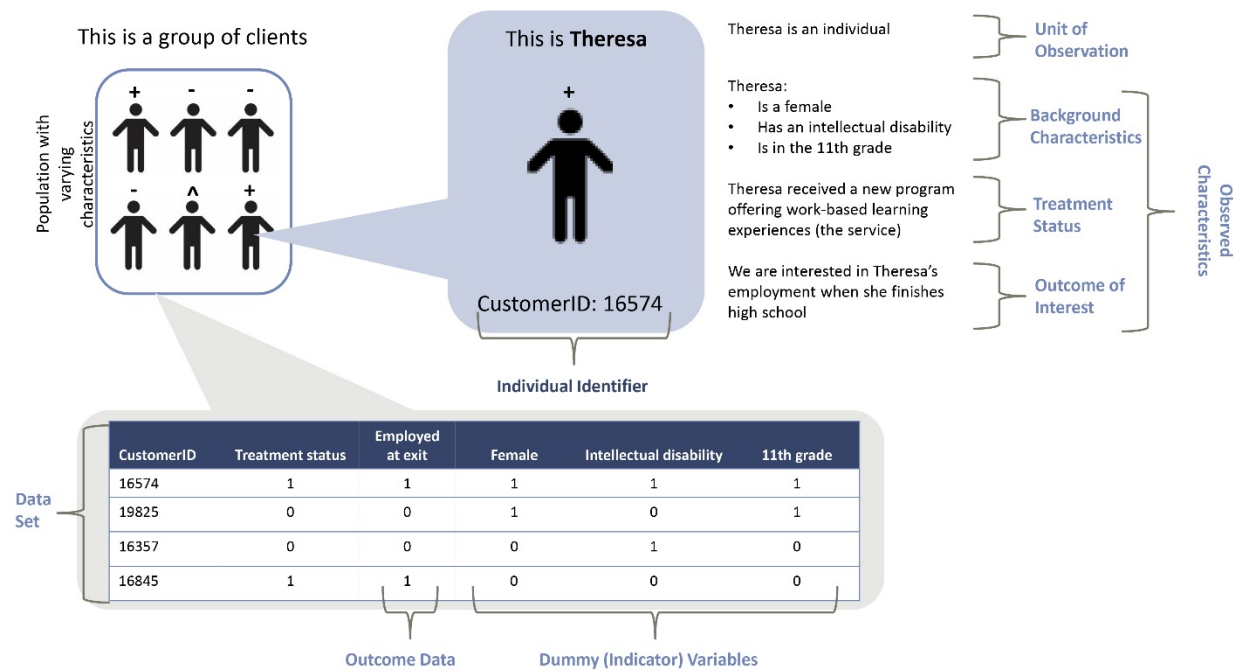 This is a group of clients
Population with
varying
characteristics
+ - -
- ^ +
This is Theresa
+
CustomerID: 16574
Individual Identifier
Theresa is an individual
Unit of
Observation
Theresa:
• Is a female
• Has an intellectual disability
• Is in the 11th grade
Background
Characteristics
Theresa received a new program
offering work-based learning
experiences (the service)
Treatment
Status
We are interested in Theresa's
employment when she finishes
high school
Outcome of
Interest
Observed
Characteristics
Data
Set
CustomerID Treatment status Employed at exit Female Intellectual disability 11th grade
16574 1 1 1 1 1
19825 0 0 1 0 1
16357 0 0 0 1 0
16845 1 1 0 0 0
Outcome Data
Dummy (Indicator) Variables